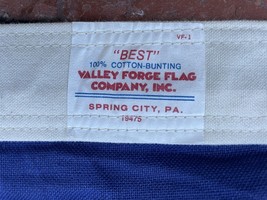 VF-1
"BEST"
100% COTTON-BUNTING
VALLEY FORGE FLAG
COMPANY, INC.
SPRING CITY, PA.
19475